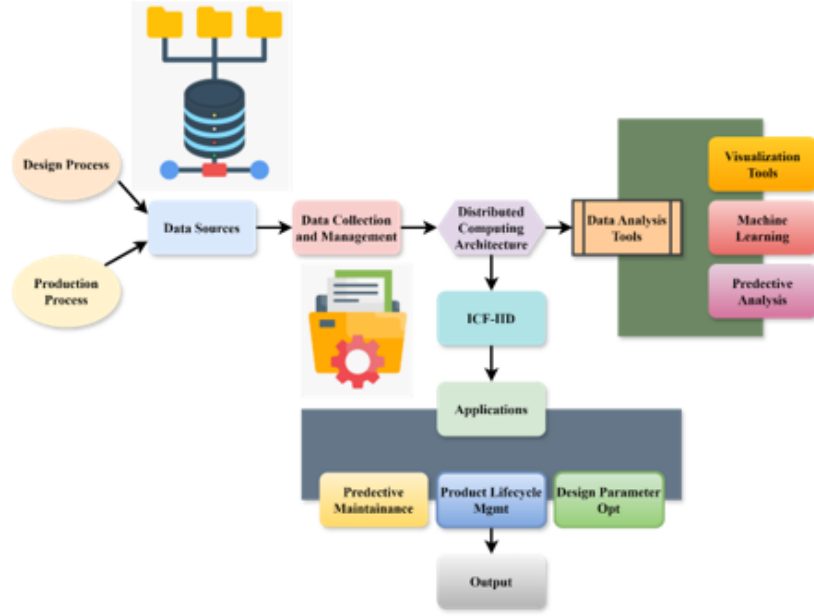 Design Process
Production
Process
Data Sources
Data Collection
and Management
Distributed
Computing
Architecture
Data Analysis
Tools
Visualization
Tools
Machine
Learning
Predective
Analysis
ICF-IID
Applications
Predective
Maintainance
Product Lifecycle
Mgmt
Design Parameter
Opt
Output